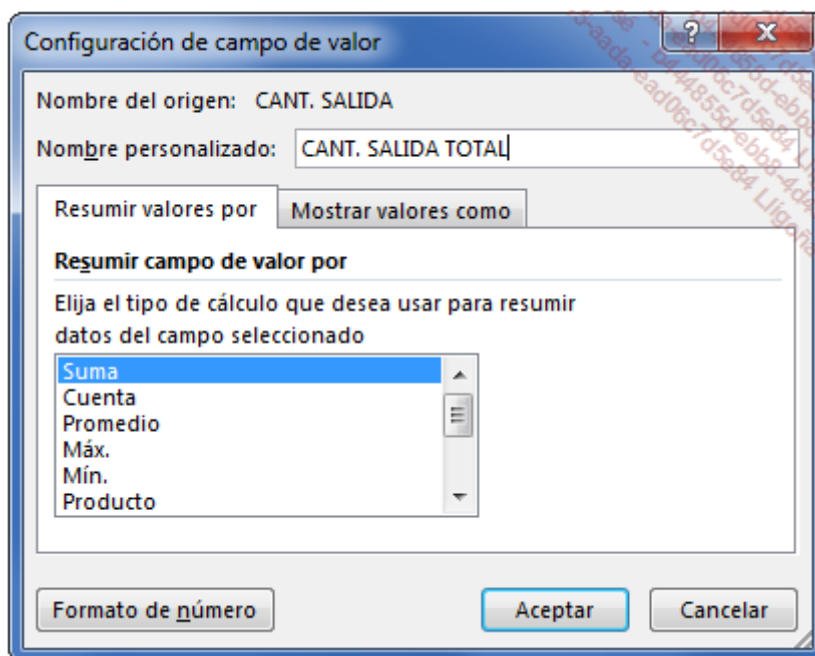 Configuración de campo de valor
Nombre del origen: CANT. SALIDA
Nombre personalizado: CANT. SALIDA TOTAL
Resumir valores por Mostrar valores como
Resumir campo de valor por
Elija el tipo de cálculo que desea usar para resumir
datos del campo seleccionado
Suma
Cuenta
Promedio
Máx.
Mín.
Producto
Formato de número Aceptar Cancelar